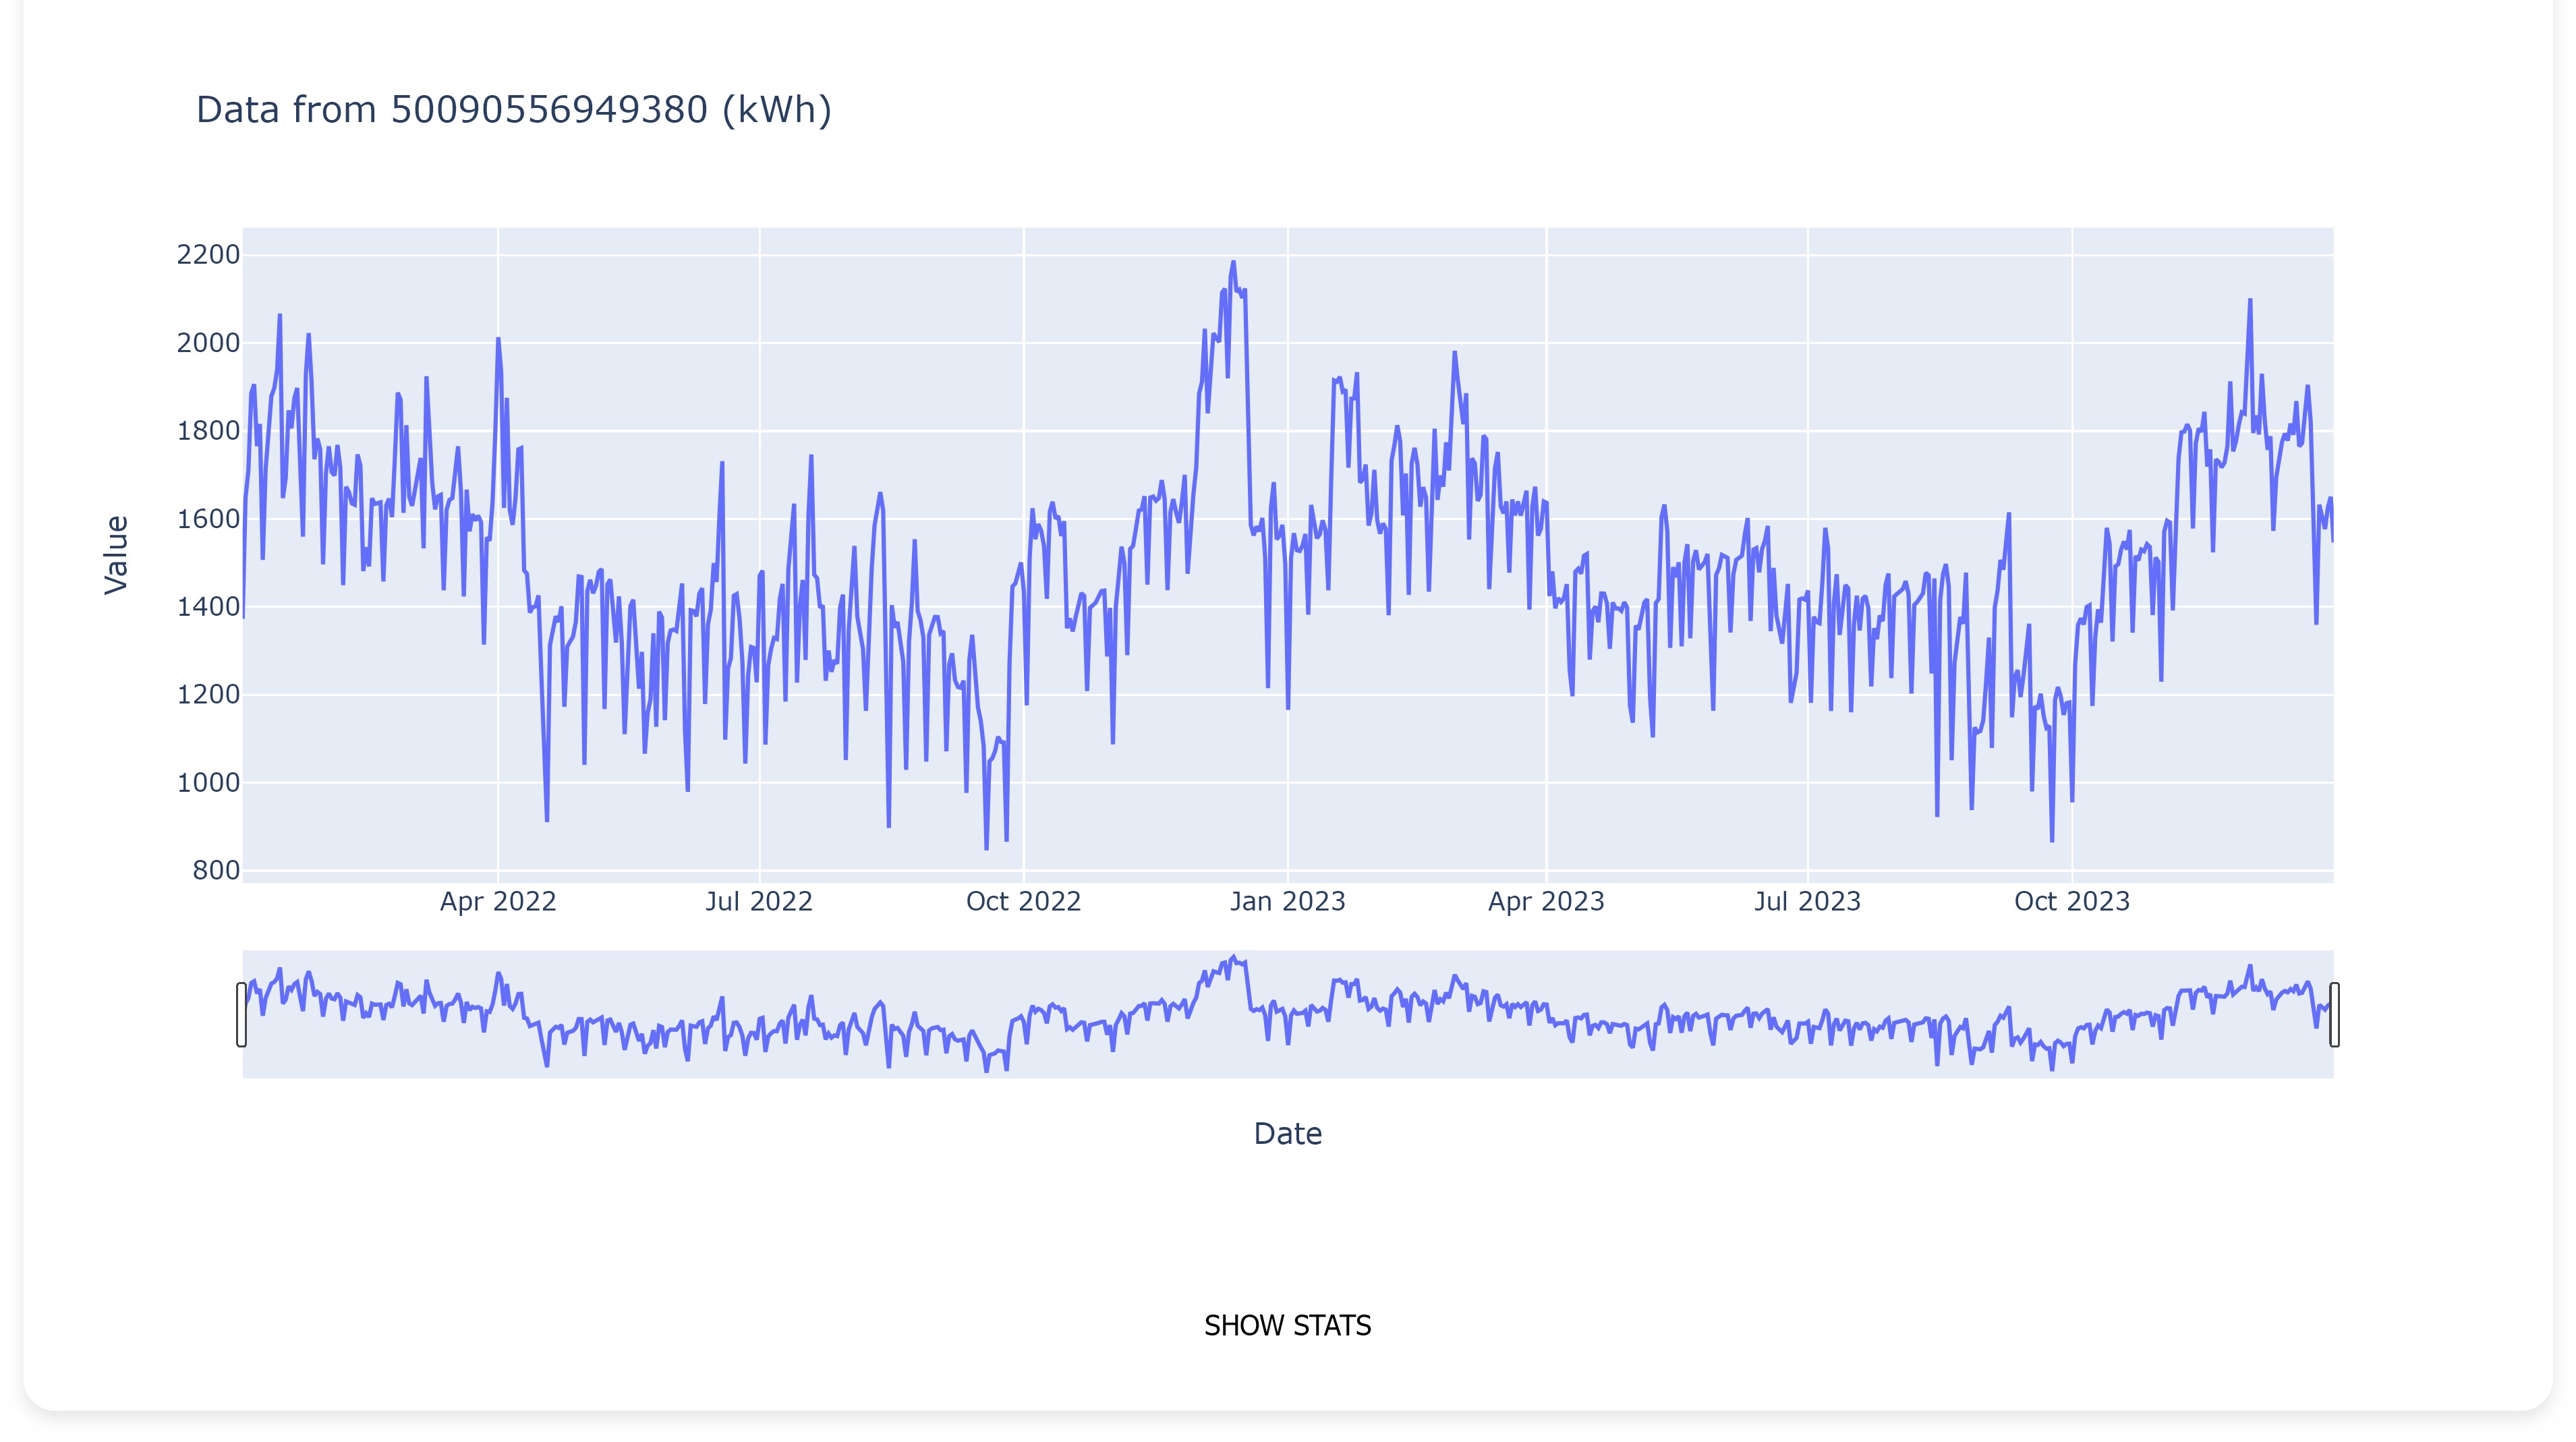 Data from 50090556949380 (kWh)
2200
2000
1800
1600
1400
1200
1000
800
Value
Apr 2022
Jul 2022
Oct 2022
Jan 2023
Apr 2023
Jul 2023
Oct 2023
Date
SHOW STATS